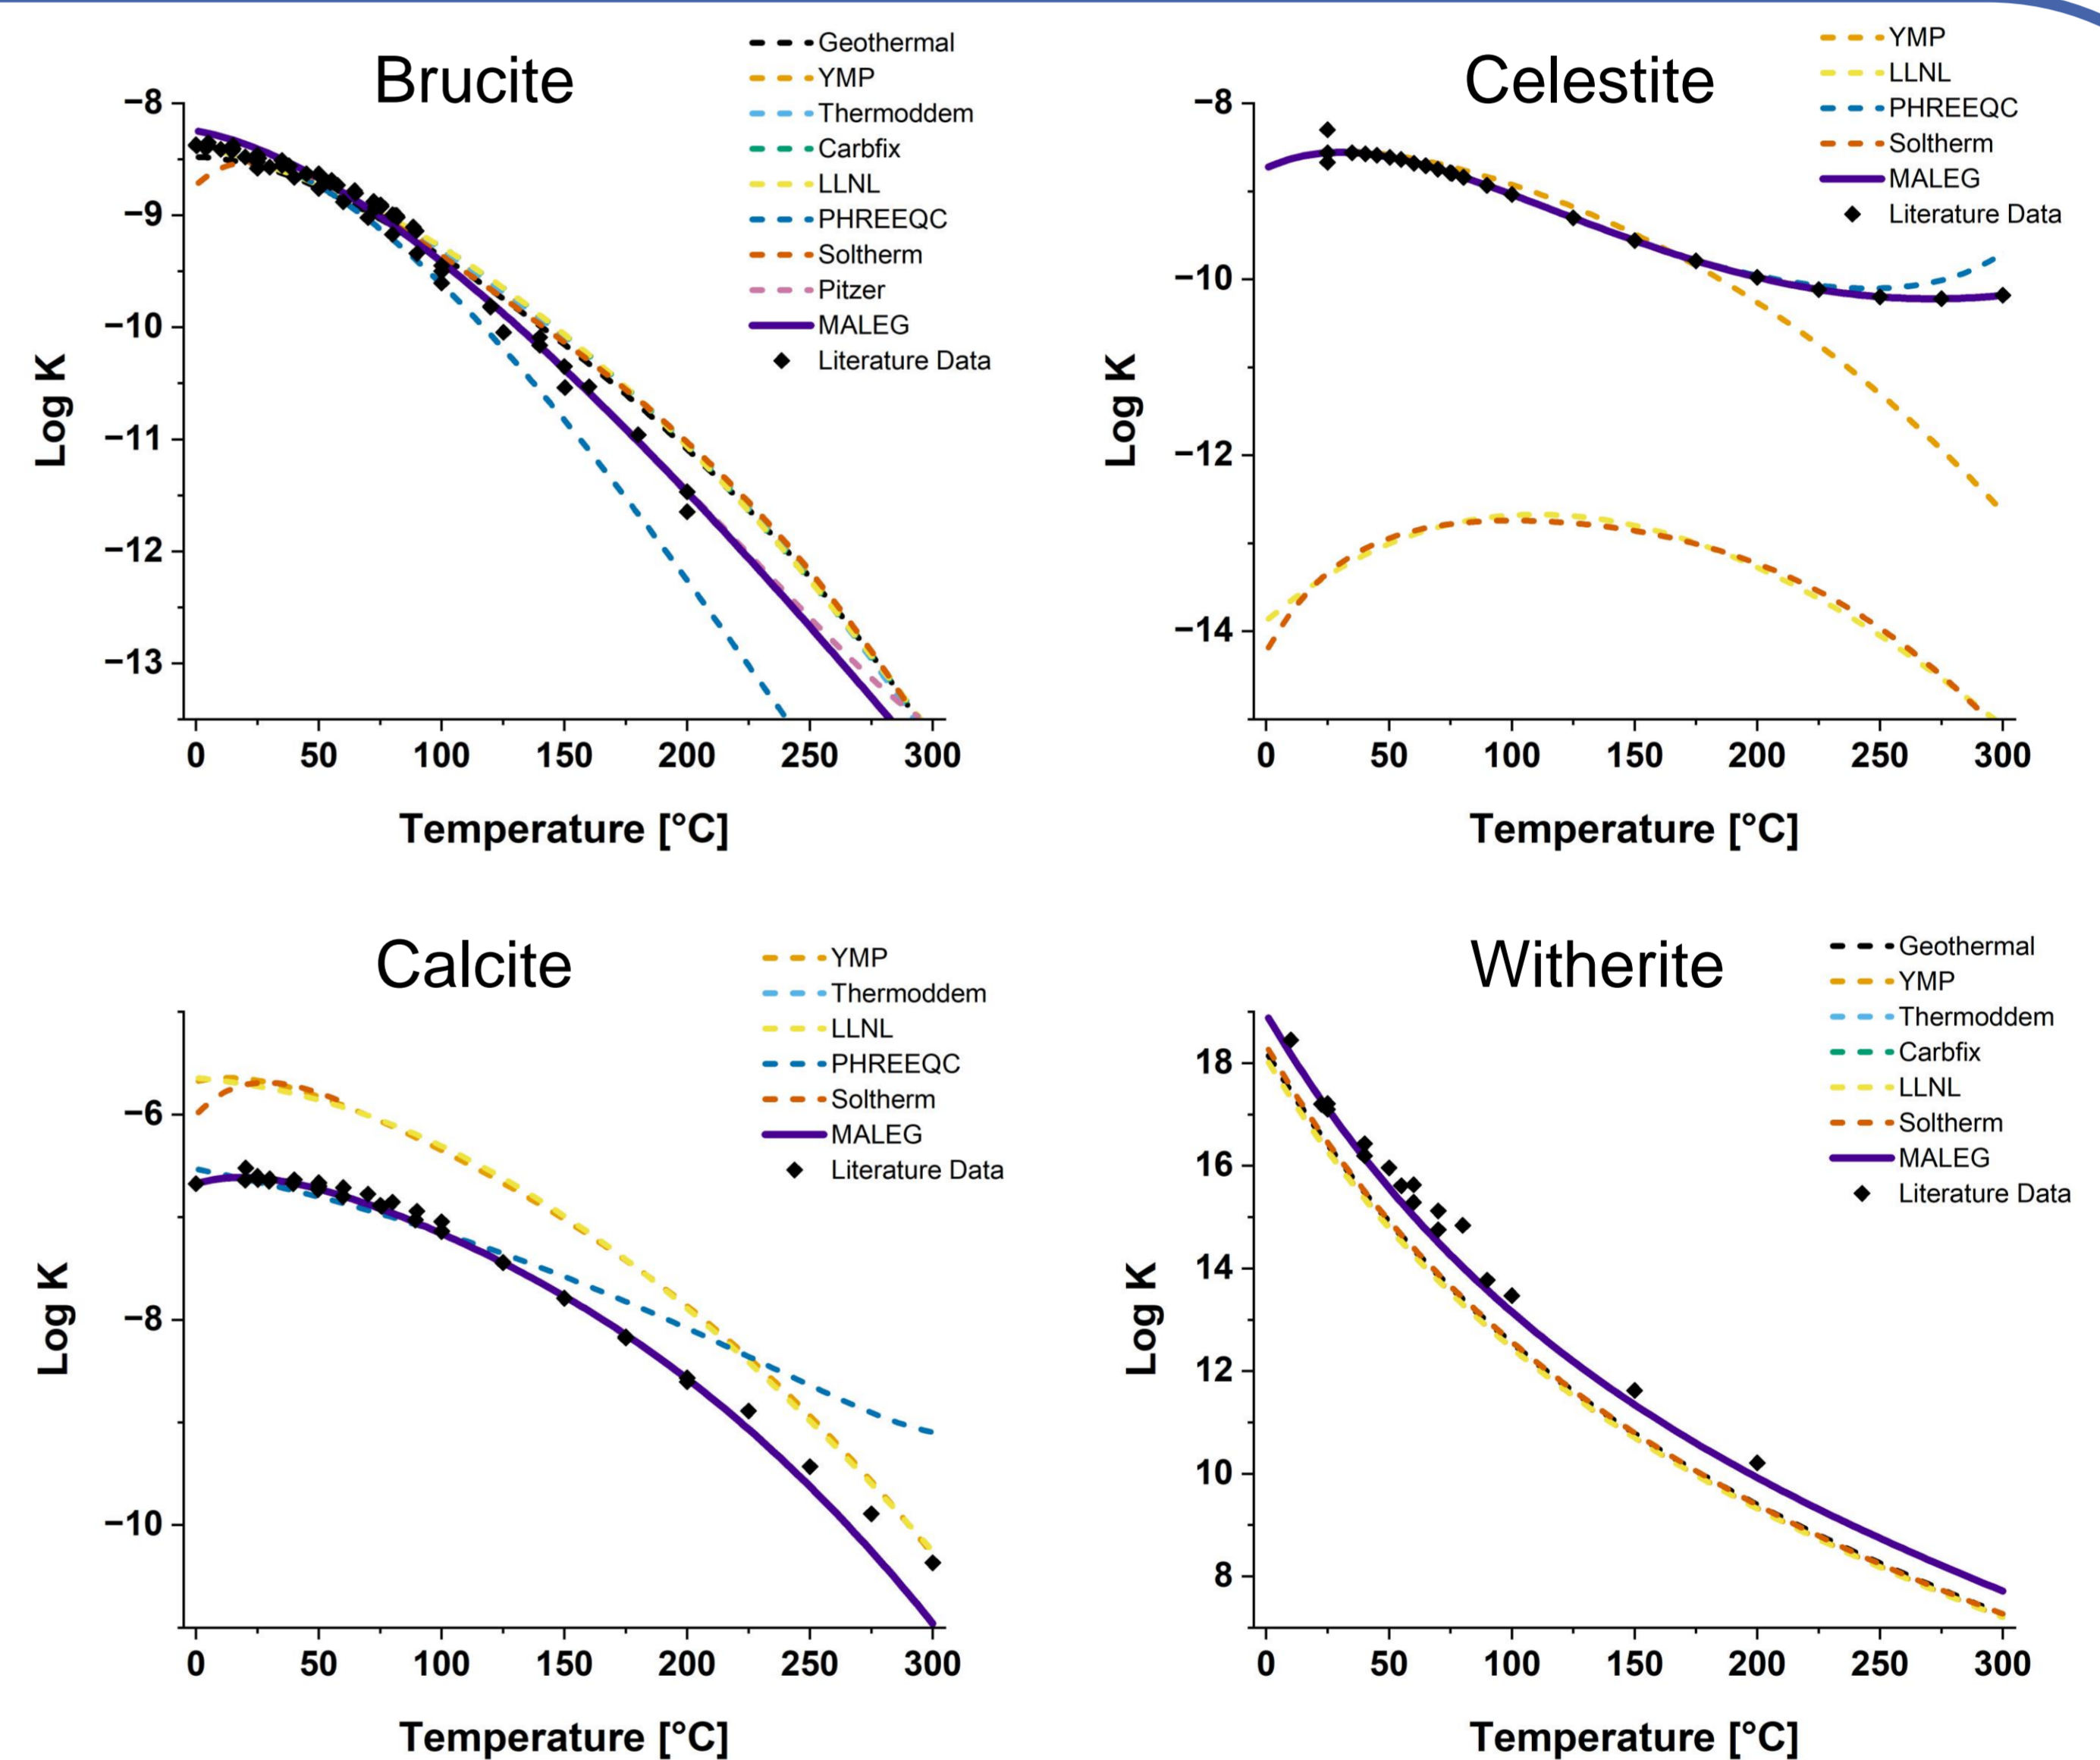 Brucite
Geothermal
YMP
Thermoddem
Carbfix
LLNL
PHREEQC
Soltherm
Pitzer
MALEG
Literature Data
Log K
−8
−9
−10
−11
−12
−13
0 50 100 150 200 250 300
Temperature [°C]
Celestite
YMP
LLNL
PHREEQC
Soltherm
MALEG
Literature Data
Log K
−8
−10
−12
−14
0 50 100 150 200 250 300
Temperature [°C]
Calcite
YMP
Thermoddem
LLNL
PHREEQC
Soltherm
MALEG
Literature Data
Log K
−6
−8
−10
0 50 100 150 200 250 300
Temperature [°C]
Witherite
Geothermal
YMP
Thermoddem
Carbfix
LLNL
Soltherm
MALEG
Literature Data
Log K
18
16
14
12
10
8
0 50 100 150 200 250 300
Temperature [°C]